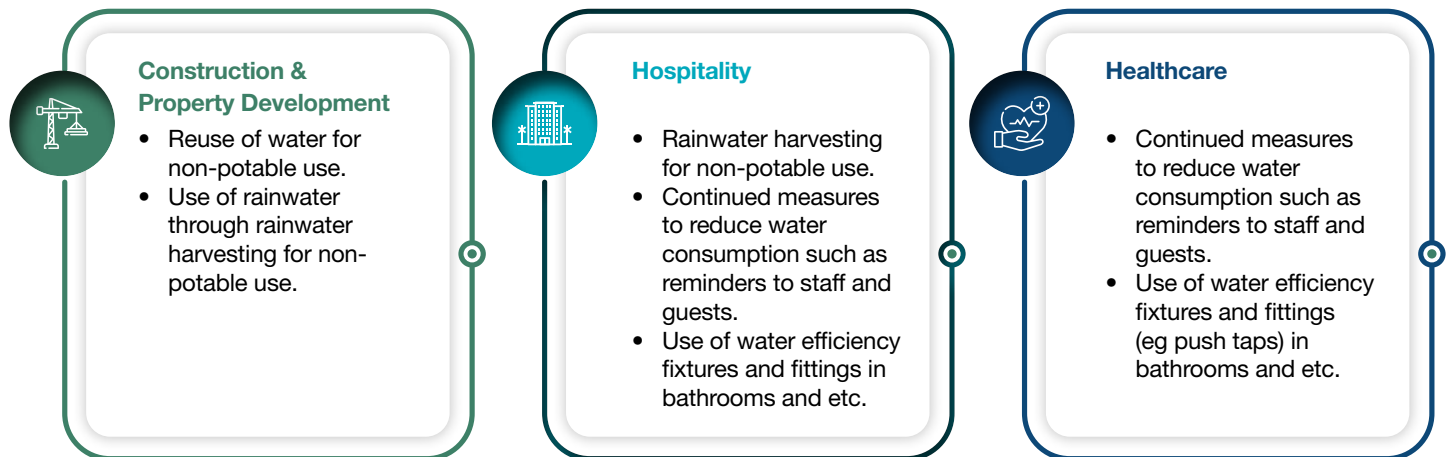 Construction &
Property Development
• Reuse of water for
non-potable use.
• Use of rainwater
through rainwater
harvesting for non-
potable use.
Hospitality
• Rainwater harvesting
for non-potable use.
• Continued measures
to reduce water
consumption such as
reminders to staff and
guests.
• Use of water efficiency
fixtures and fittings in
bathrooms and etc.
Healthcare
• Continued measures
to reduce water
consumption such as
reminders to staff and
guests.
• Use of water efficiency
fixtures and fittings
(eg push taps) in
bathrooms and etc.